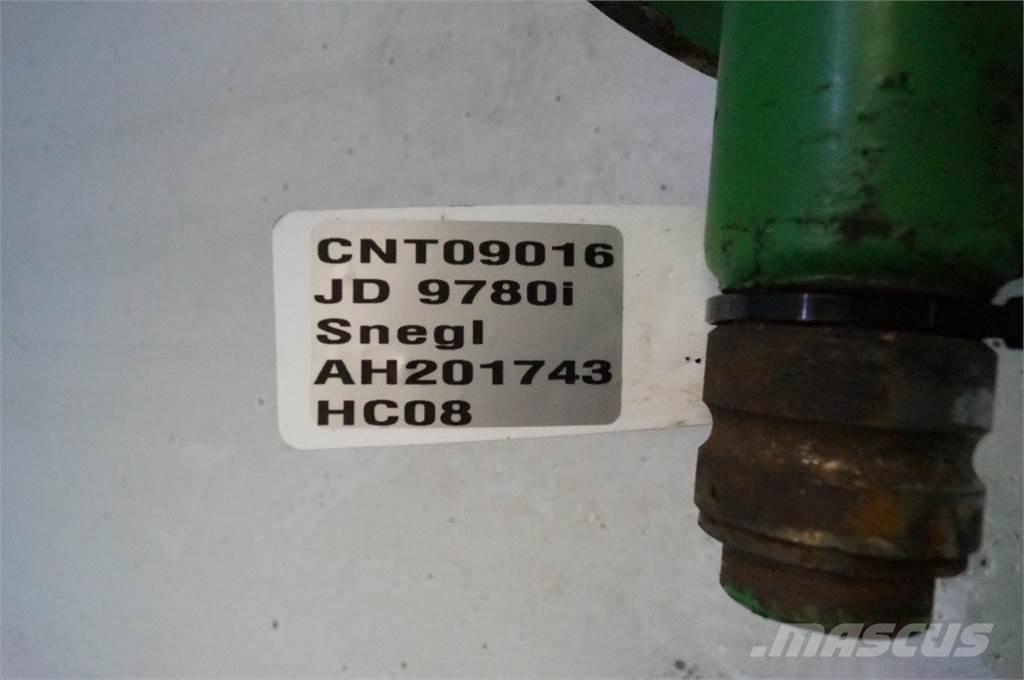 CNT09016
JD 9780i
Snegl
AH201743
HC08
.MASCUS